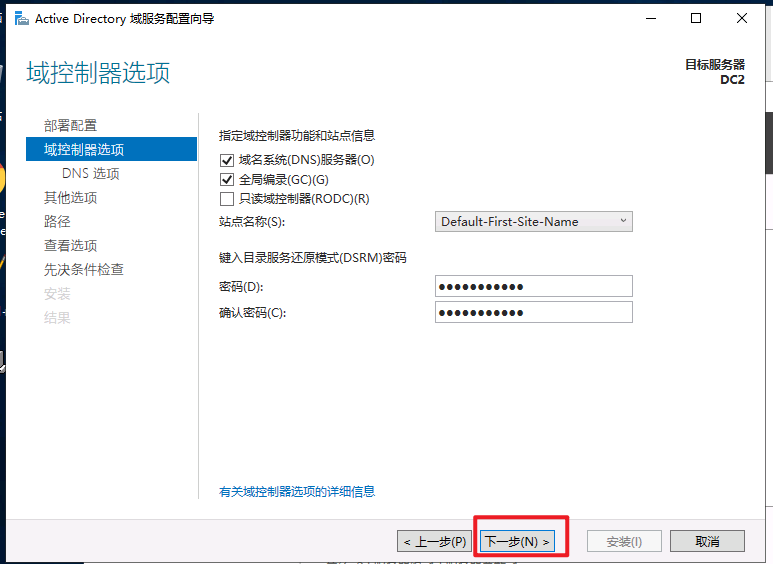 Active Directory 域服务配置向导
域控制器选项
目标服务器
DC2
部署配置
域控制器选项
DNS 选项
其他选项
路径
查看选项
先决条件检查
安装
结果
指定域控制器功能和站点信息
域名系统(DNS)服务器(O)
全局编录(GC)(G)
只读域控制器(RODC)(R)
站点名称(S):
Default-First-Site-Name
键入目录服务还原模式(DSRM)密码
密码(D):
●●●●●●●●●●●
确认密码(C):
●●●●●●●●●●●
有关域控制器选项的详细信息
< 上一步(P)
下一步(N) >
安装(I)
取消